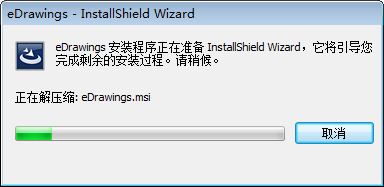 eDrawings - InstallShield Wizard
eDrawings 安装程序正在准备 InstallShield Wizard，它将引导您
完成剩余的安装过程。请稍候。
正在解压缩: eDrawings.msi
取消